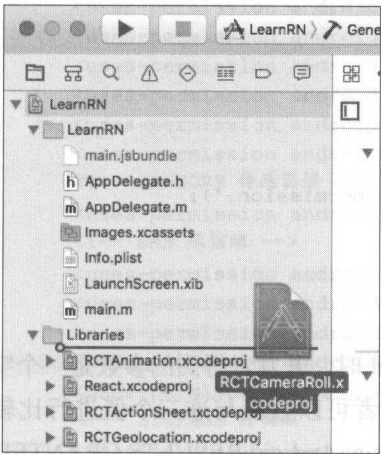 LearnRN
Gene
LearnRN
LearnRN
main.jsbundle
AppDelegate.h
AppDelegate.m
Images.xcassets
Info.plist
LaunchScreen.xib
main.m
Libraries
RCTAnimation.xcodeproj
React.xcodeproj
RCTActionSheet.xcodeproj
RCTGeolocation.xcodeproj
RCTCameraRoll.x
codeproj